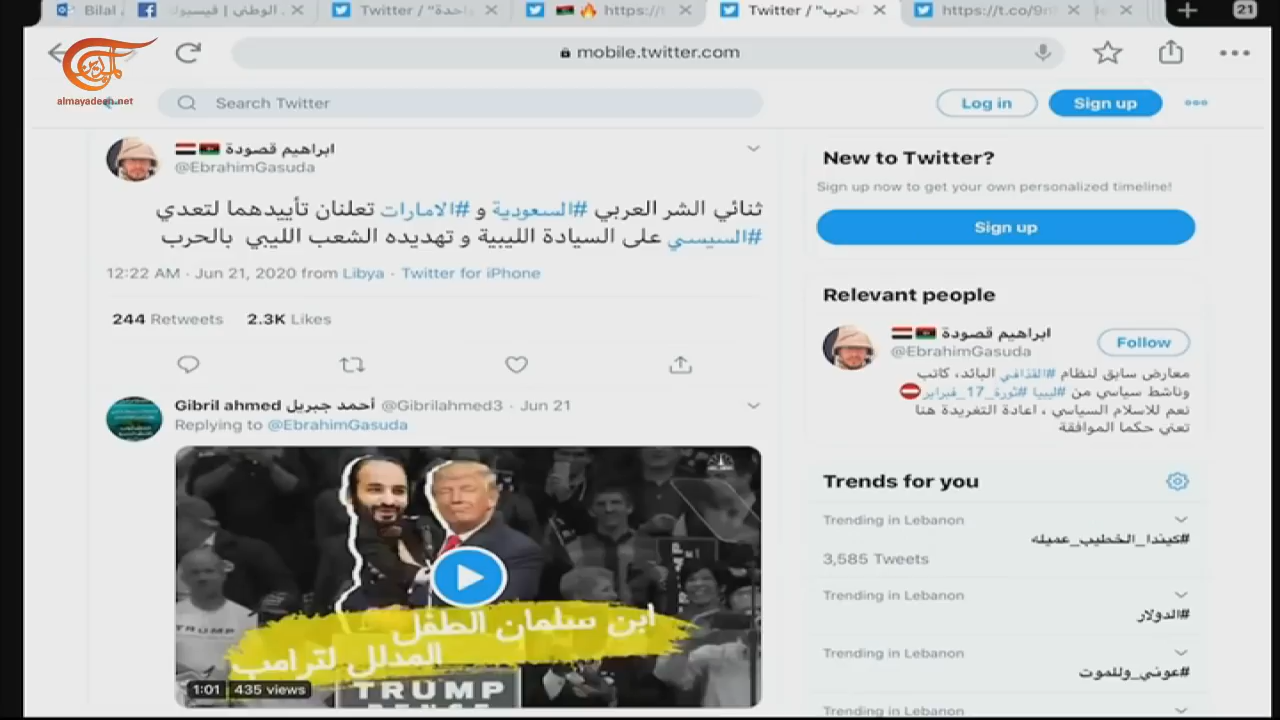 Bilal
الوطني | فيسبوك
Twitter / "واحدة
https://t
Twitter / "الحرب
https://t.co/9r
21
mobile.twitter.com
الميادين
almayadeen.net
Search Twitter
Log in
Sign up
ابراهيم قصودة
@EbrahimGasuda
ثنائي الشر العربي #السعودية و #الامارات تعلنان تأييدهما لتعدي
#السيسي على السيادة الليبية و تهديده الشعب الليبي بالحرب
12:22 AM · Jun 21, 2020 from Libya · Twitter for iPhone
244 Retweets 2.3K Likes
Gibril ahmed أحمد جبريل @Gibrilahmed3 · Jun 21
Replying to @EbrahimGasuda
TRUMP
ابن سلمان الطفل
المدلل لترامب
1:01 435 views
TRUMP
PENCE
New to Twitter?
Sign up now to get your own personalized timeline!
Sign up
Relevant people
ابراهيم قصودة
@EbrahimGasuda
Follow
معارض سابق لنظام #القذافي البائد، كاتب
وناشط سياسي من #ليبيا #ثورة_17_فبراير
نعم للاسلام السياسي ، اعادة التغريدة هنا
تعني حكما الموافقة
Trends for you
Trending in Lebanon
#كيندا_الخطيب_عميله
3,585 Tweets
Trending in Lebanon
#الدولار
Trending in Lebanon
#عوني_وللموت
Trending in Lebanon